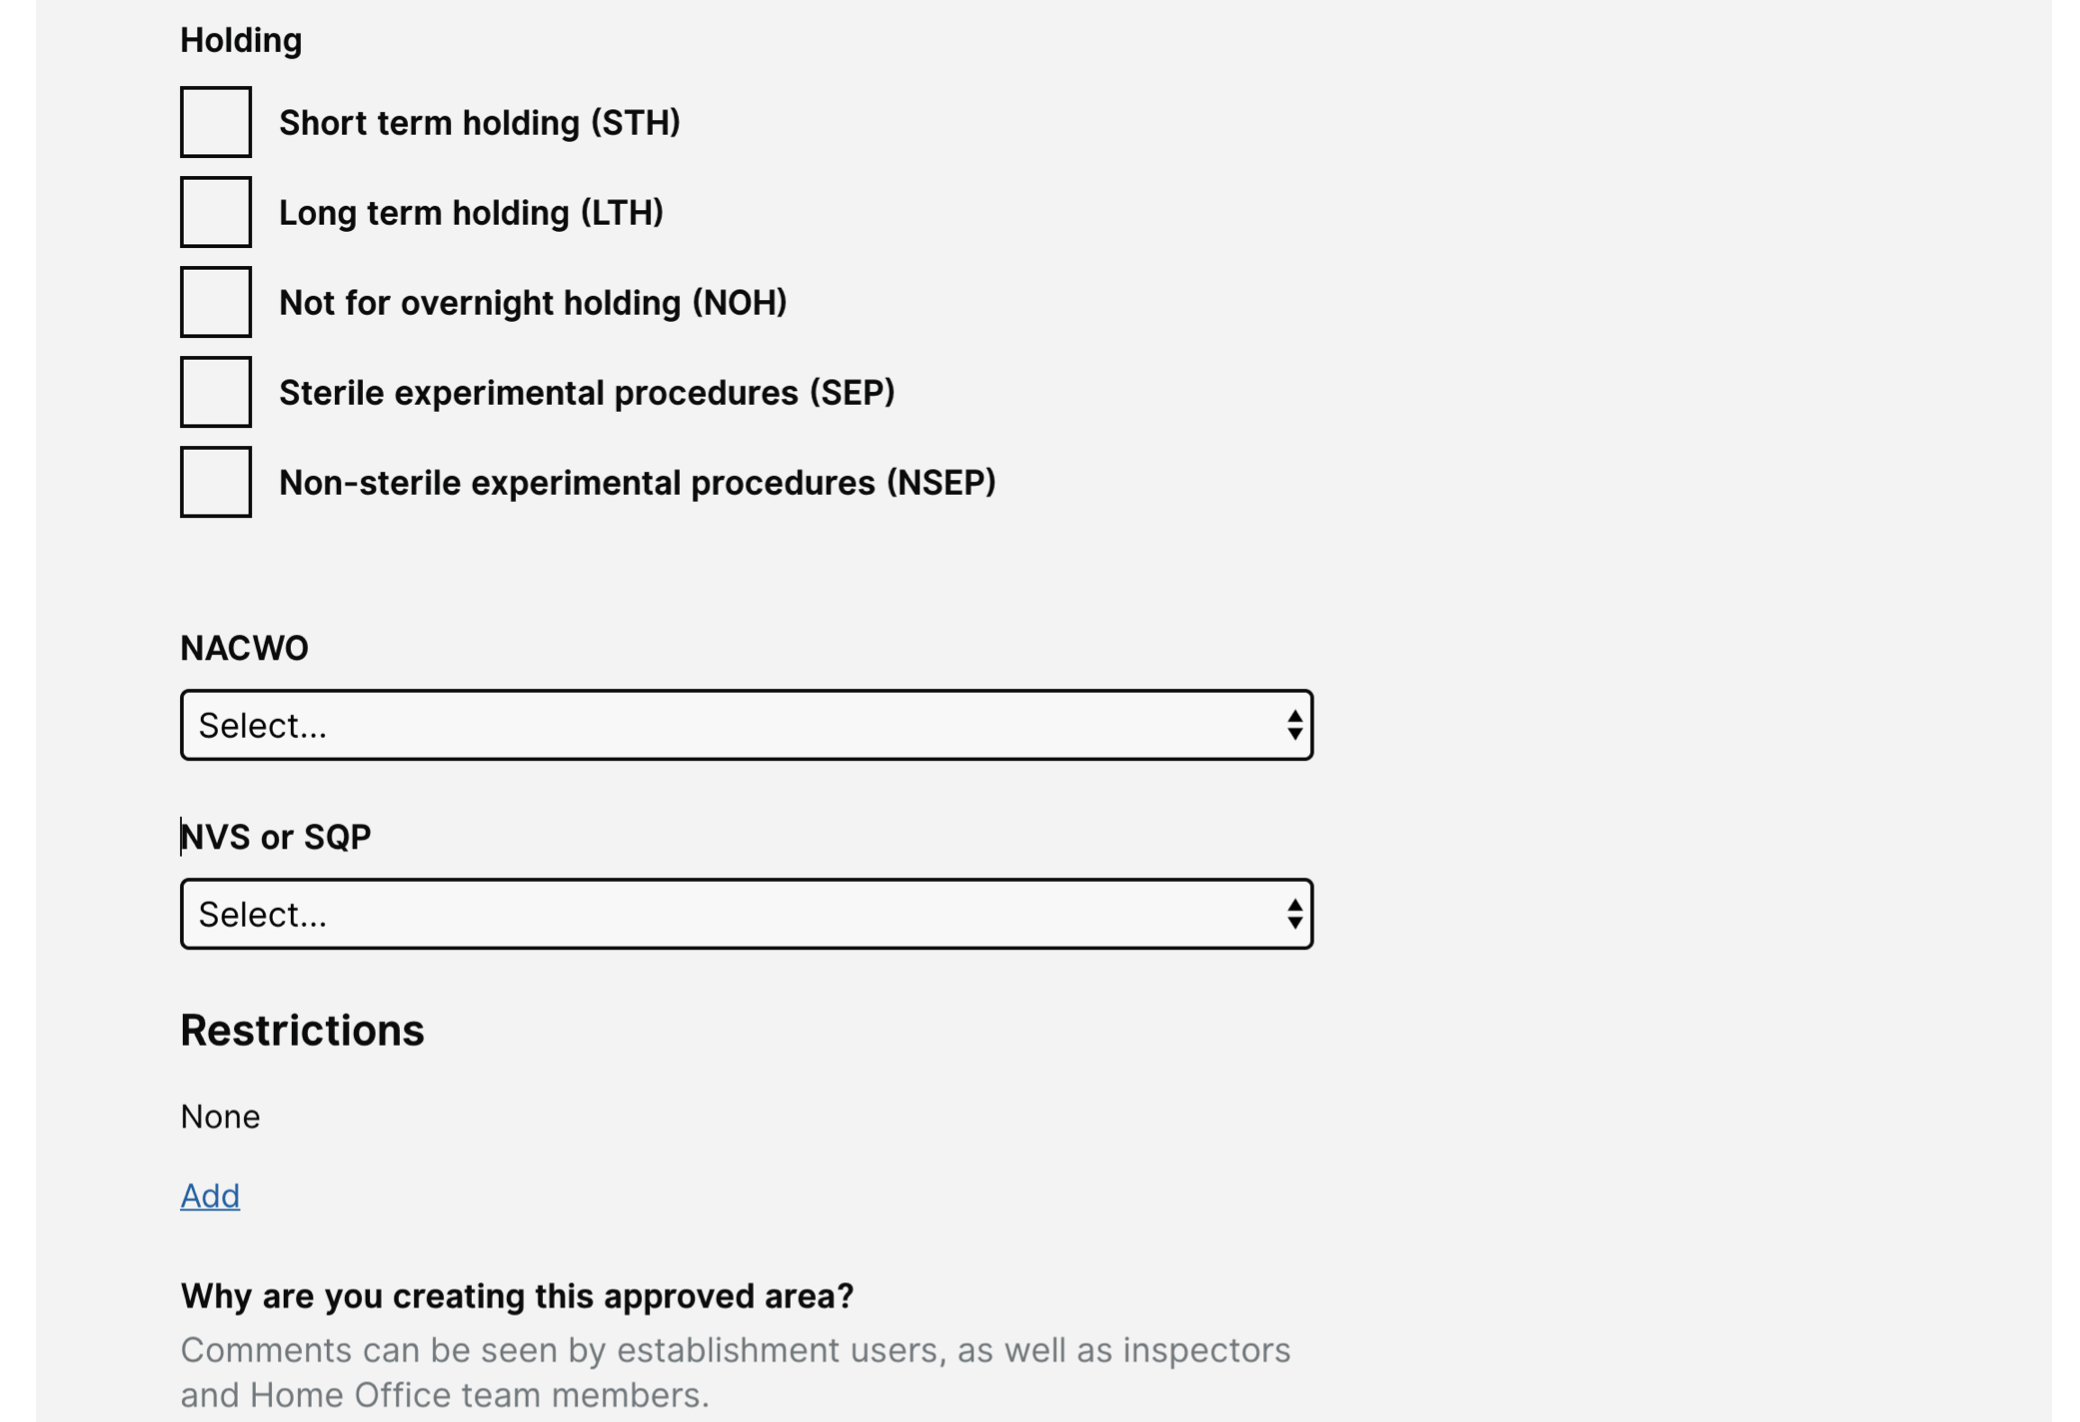 Holding
Short term holding (STH)
Long term holding (LTH)
Not for overnight holding (NOH)
Sterile experimental procedures (SEP)
Non-sterile experimental procedures (NSEP)
NACWO
Select...
NVS or SQP
Select...
Restrictions
None
Add
Why are you creating this approved area?
Comments can be seen by establishment users, as well as inspectors
and Home Office team members.